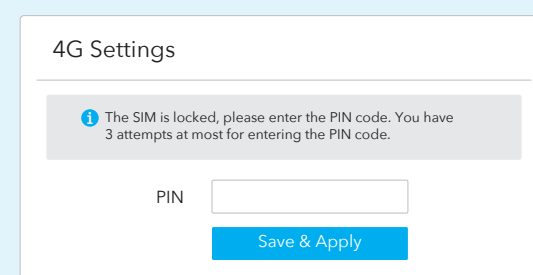 4G Settings
The SIM is locked, please enter the PIN code. You have
3 attempts at most for entering the PIN code.
PIN
Save & Apply